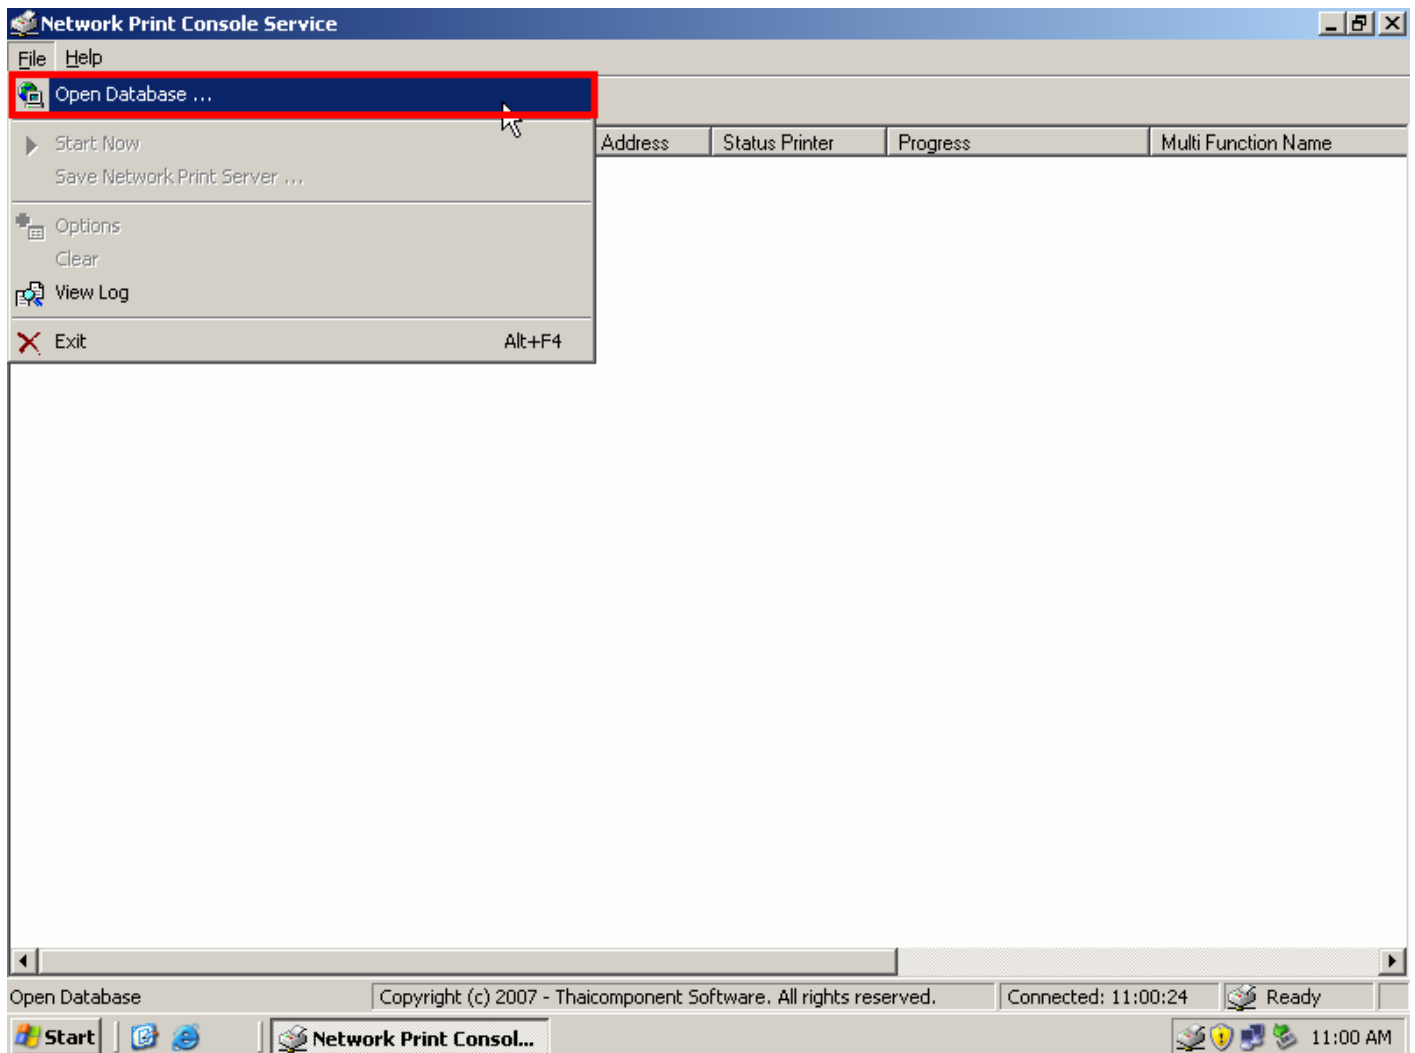 Network Print Console Service
File Help
Open Database ...
Start Now
Save Network Print Server ...
Options
Clear
View Log
Exit Alt+F4
Address Status Printer Progress Multi Function Name
Open Database Copyright (c) 2007 - Thaicomponent Software. All rights reserved. Connected: 11:00:24 Ready
Start Network Print Consol... 11:00 AM